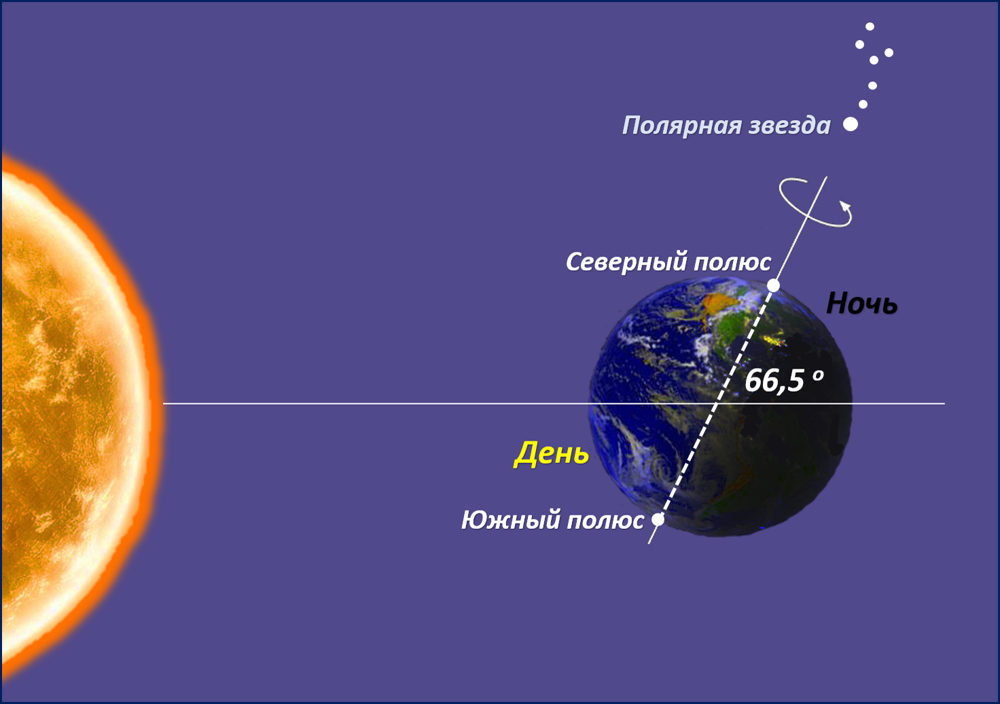 Полярная звезда
Северный полюс
Ночь
66,5 º
День
Южный полюс